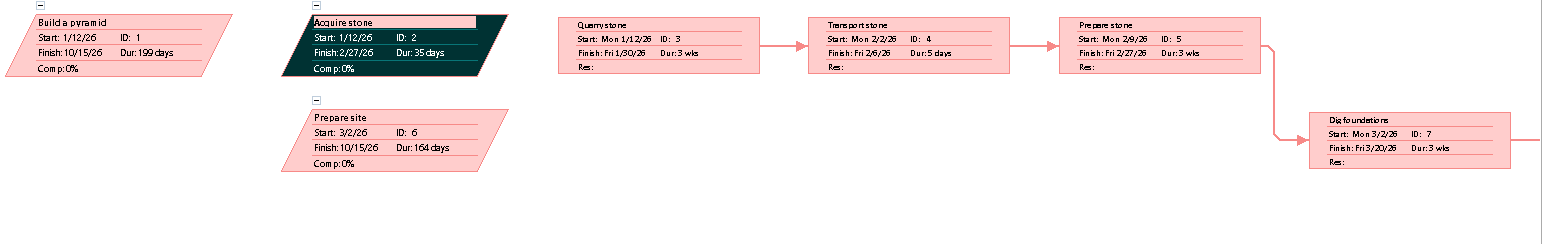 Build a pyramid
Start: 1/12/26 ID: 1
Finish: 10/15/26 Dur: 199 days
Comp: 0%
Acquire stone
Start: 1/12/26 ID: 2
Finish: 2/27/26 Dur: 35 days
Comp: 0%
Quarry stone
Start: Mon 1/12/26 ID: 3
Finish: Fri 1/30/26 Dur: 3 wks
Res:
Transport stone
Start: Mon 2/2/26 ID: 4
Finish: Fri 2/6/26 Dur: 5 days
Res:
Prepare stone
Start: Mon 2/9/26 ID: 5
Finish: Fri 2/27/26 Dur: 3 wks
Res:
Prepare site
Start: 3/2/26 ID: 6
Finish: 10/15/26 Dur: 164 days
Comp: 0%
Dig foundations
Start: Mon 3/2/26 ID: 7
Finish: Fri 3/20/26 Dur: 3 wks
Res: